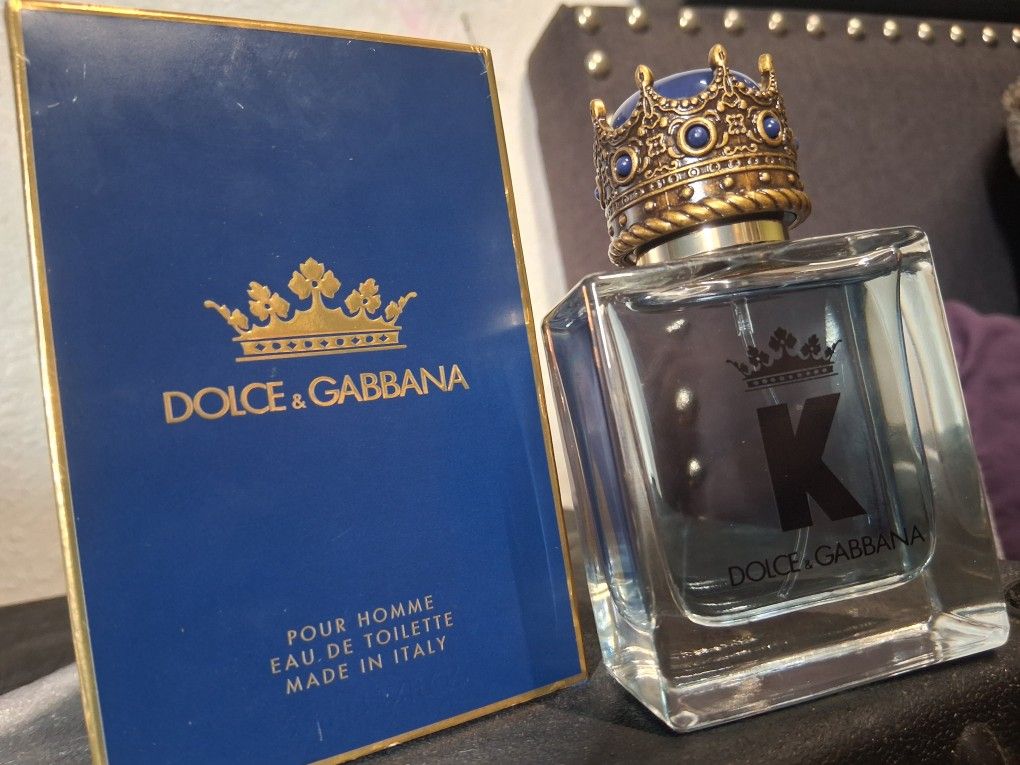 DOLCE & GABBANA
POUR HOMME
EAU DE TOILETTE
MADE IN ITALY
K
DOLCE & GABBANA